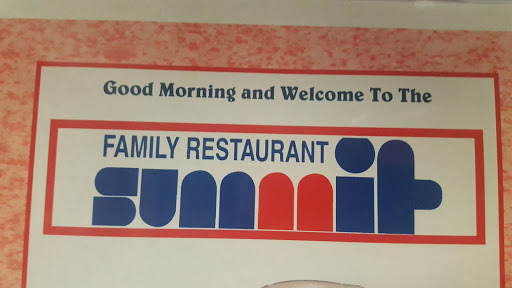 Good Morning and Welcome To The
FAMILY RESTAURANT
summit